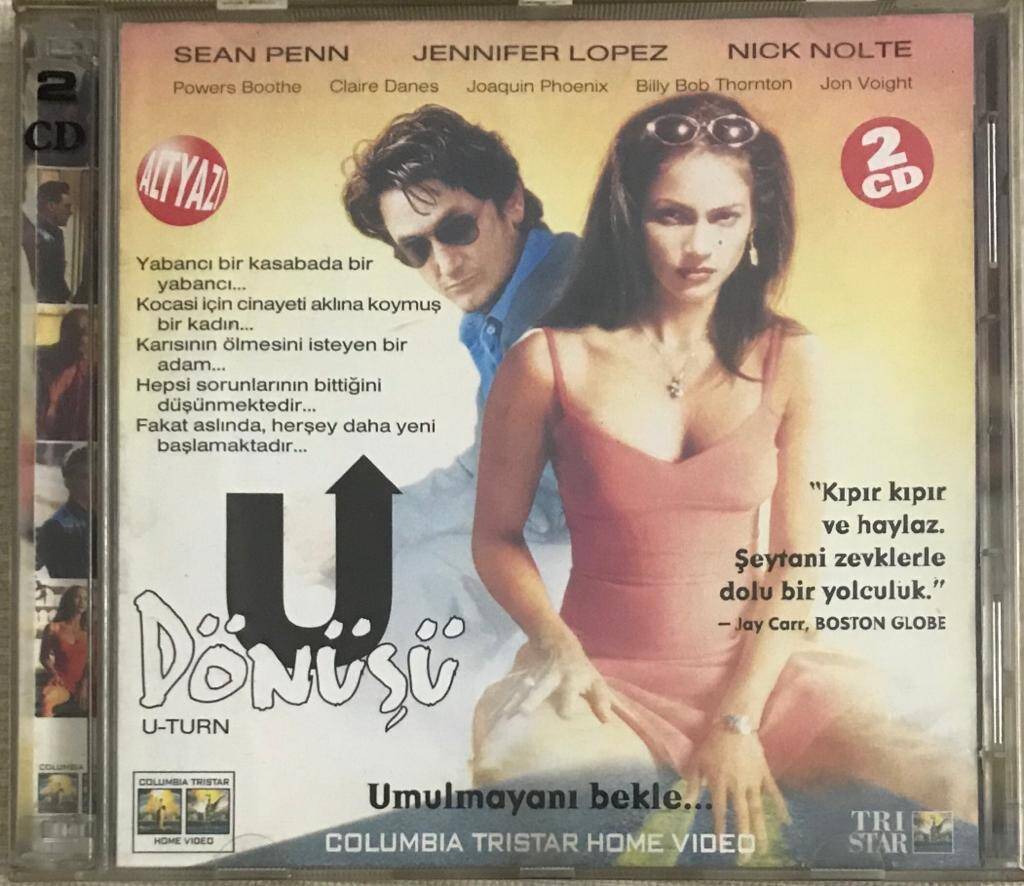 SEAN PENN JENNIFER LOPEZ NICK NOLTE
Powers Boothe Claire Danes Joaquin Phoenix Billy Bob Thornton Jon Voight
2
CD
ALTYAZI
2
CD
Yabancı bir kasabada bir
yabancı...
Kocasi için cinayeti aklına koymuş
bir kadın...
Karısının ölmesini isteyen bir
adam...
Hepsi sorunlarının bittiğini
düşünmektedir...
Fakat aslında, herşey daha yeni
başlamaktadır...
"Kıpır kıpır
ve haylaz.
Şeytani zevklerle
dolu bir yolculuk."
– Jay Carr, BOSTON GLOBE
U
DÖNÜŞÜ
U-TURN
COLUMBIA
COLUMBIA TRISTAR
HOME VIDEO
Umulmayanı bekle...
COLUMBIA TRISTAR HOME VIDEO
TRI
STAR